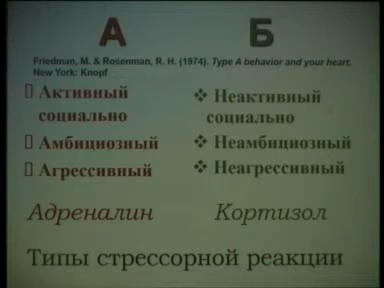 А Б
Friedman, M. & Rosenman, R. H. (1974). Type A behavior and your heart.
New York: Knopf
Активный
социально
Амбициозный
Агрессивный
Неактивный
социально
Неамбициозный
Неагрессивный
Адреналин Кортизол
Типы стрессорной реакции